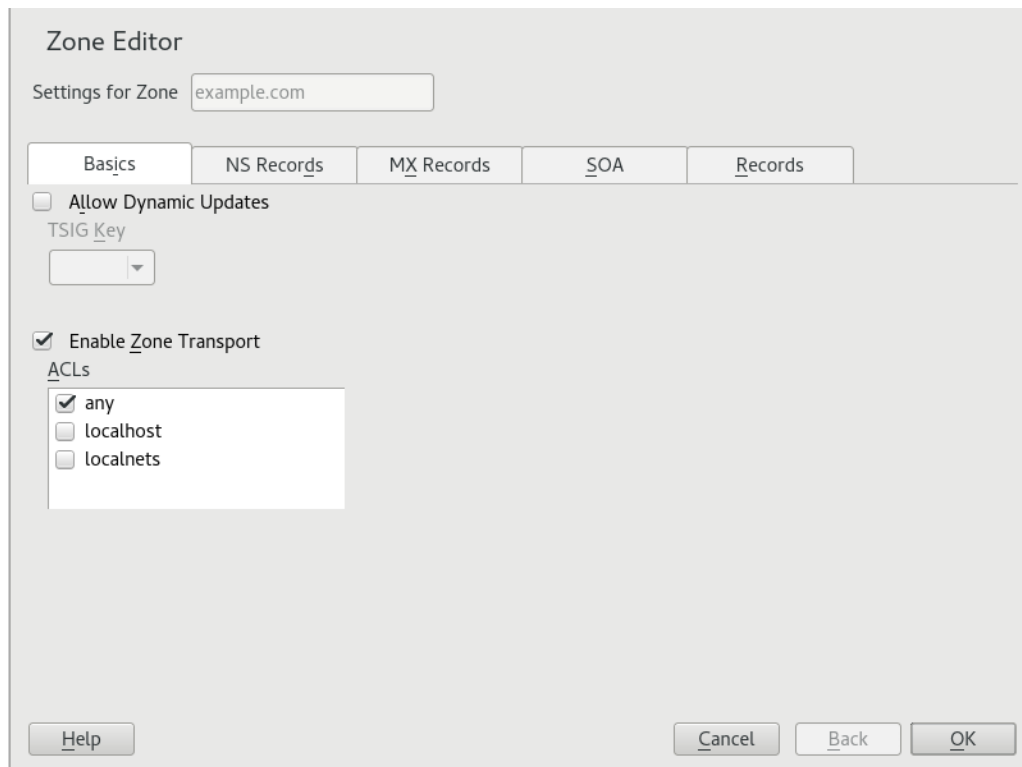 Zone Editor
Settings for Zone example.com
Basics NS Records MX Records SOA Records
Allow Dynamic Updates
TSIG Key
Enable Zone Transport
ACLs
any
localhost
localnets
Help Cancel Back OK